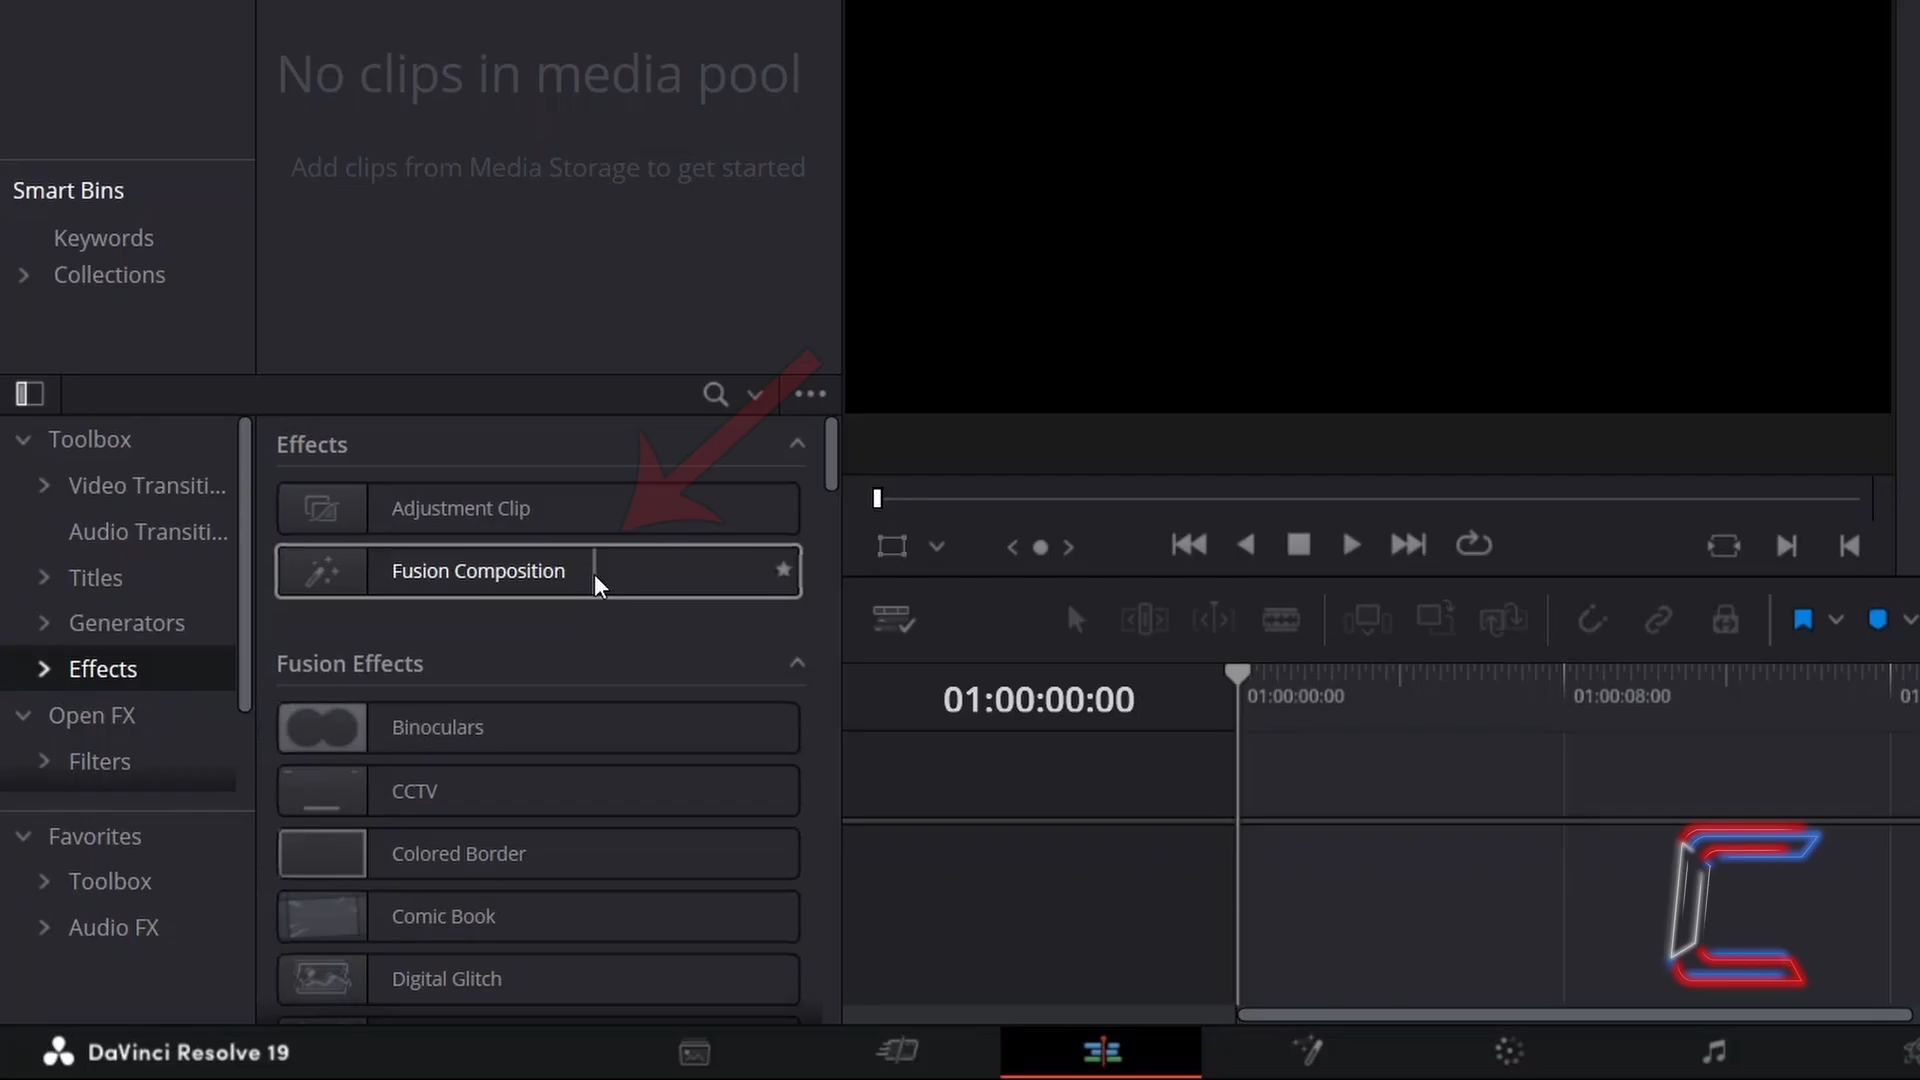 No clips in media pool
Add clips from Media Storage to get started
Smart Bins
Keywords
Collections
Toolbox
Video Transiti...
Audio Transiti...
Titles
Generators
Effects
Open FX
Filters
Favorites
Toolbox
Audio FX
Effects
Adjustment Clip
Fusion Composition
Fusion Effects
Binoculars
CCTV
Colored Border
Comic Book
Digital Glitch
01:00:00:00
01:00:00:00
01:00:08:00
01
DaVinci Resolve 19